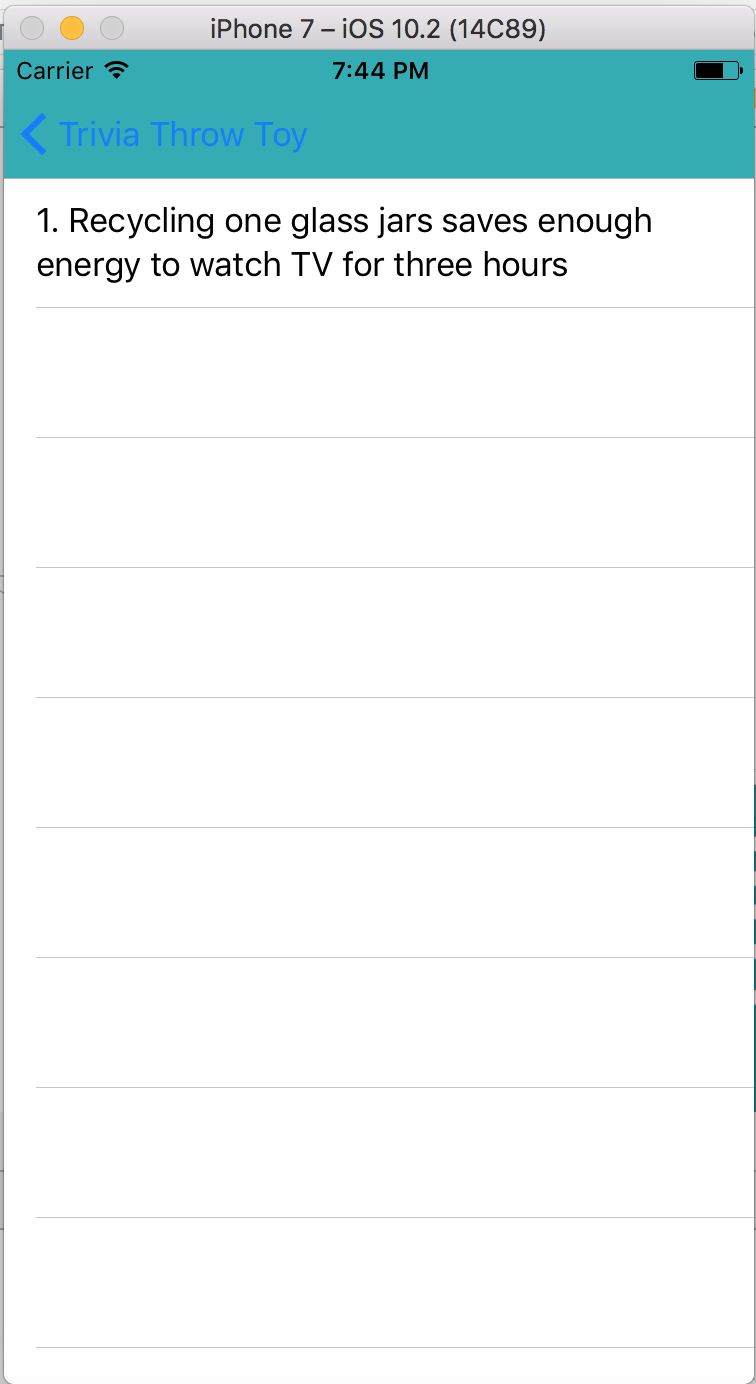 iPhone 7 – iOS 10.2 (14C89)
Carrier 7:44 PM
Trivia Throw Toy
1. Recycling one glass jars saves enough
energy to watch TV for three hours